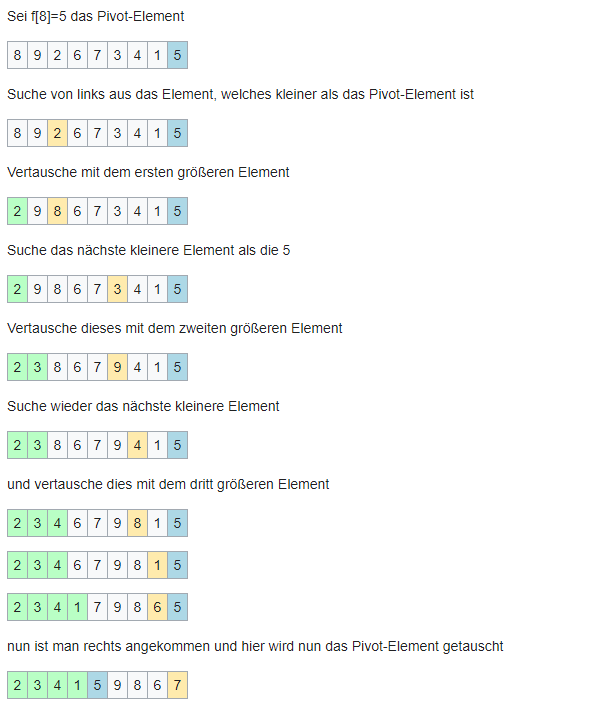 Sei f[8]=5 das Pivot-Element
8 9 2 6 7 3 4 1 5
Suche von links aus das Element, welches kleiner als das Pivot-Element ist
8 9 2 6 7 3 4 1 5
Vertausche mit dem ersten größeren Element
2 9 8 6 7 3 4 1 5
Suche das nächste kleinere Element als die 5
2 9 8 6 7 3 4 1 5
Vertausche dieses mit dem zweiten größeren Element
2 3 8 6 7 9 4 1 5
Suche wieder das nächste kleinere Element
2 3 8 6 7 9 4 1 5
und vertausche dies mit dem dritt größeren Element
2 3 4 6 7 9 8 1 5
2 3 4 6 7 9 8 1 5
2 3 4 1 7 9 8 6 5
nun ist man rechts angekommen und hier wird nun das Pivot-Element getauscht
2 3 4 1 5 9 8 6 7